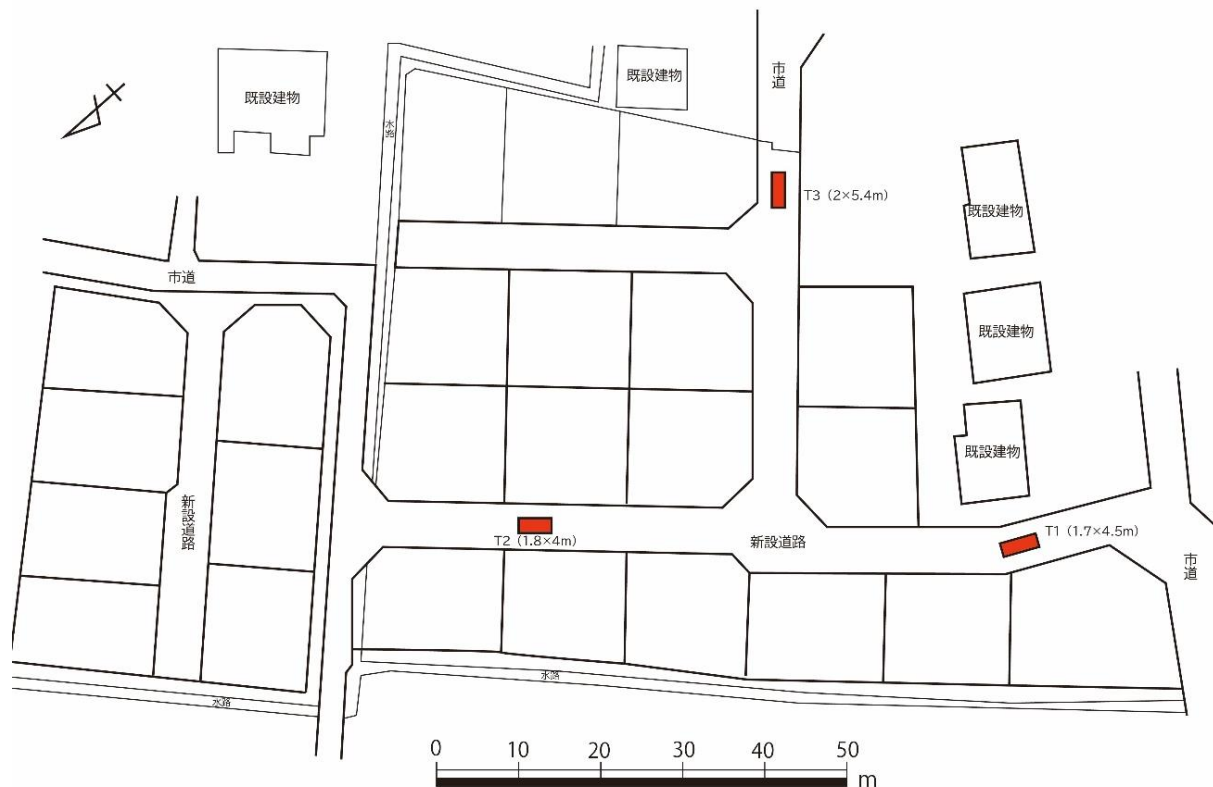 既設建物
既設建物
市道
水路
T3（2×5.4m）
既設建物
市道
既設建物
既設建物
新設道路
T2（1.8×4m）
新設道路
T1（1.7×4.5m）
市道
水路
水路
0 10 20 30 40 50
m